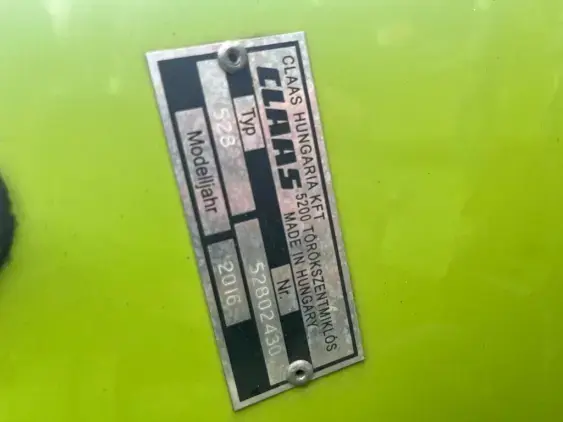 CLAAS HUNGARIA KFT
5200 TÖRÖKSZENTMIKLÓS
CLAAS MADE IN HUNGARY
Typ Nr.
528 52802430
Modelljahr 2016